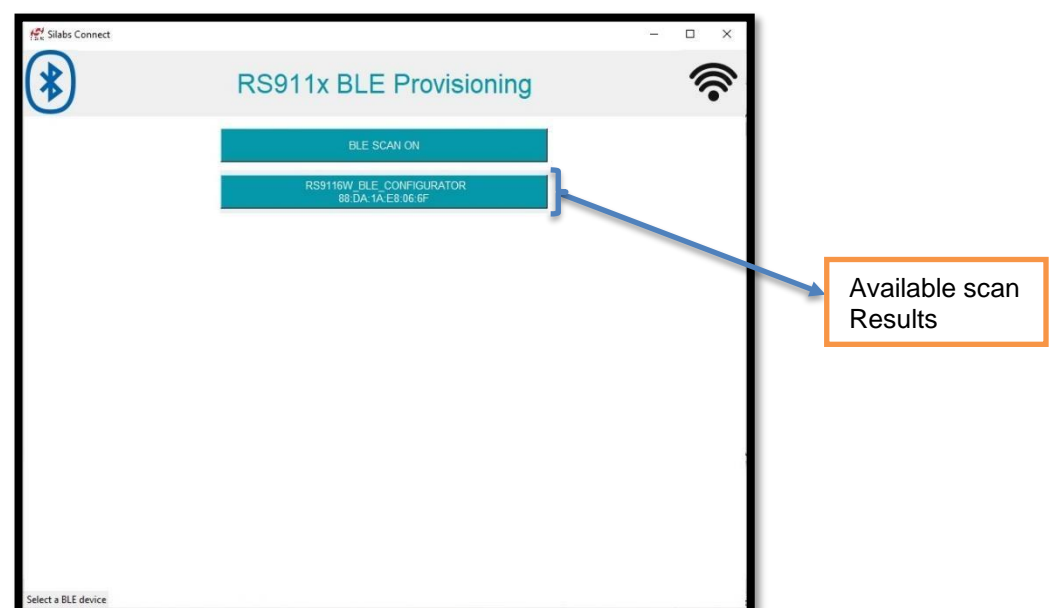 Silabs Connect
RS911x BLE Provisioning
BLE SCAN ON
RS9116W_BLE_CONFIGURATOR
88:DA:1A:E8:06:6F
Available scan
Results
Select a BLE device